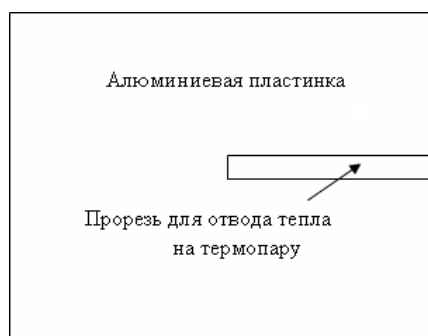 Алюминиевая пластинка
Прорезь для отвода тепла
на термопару